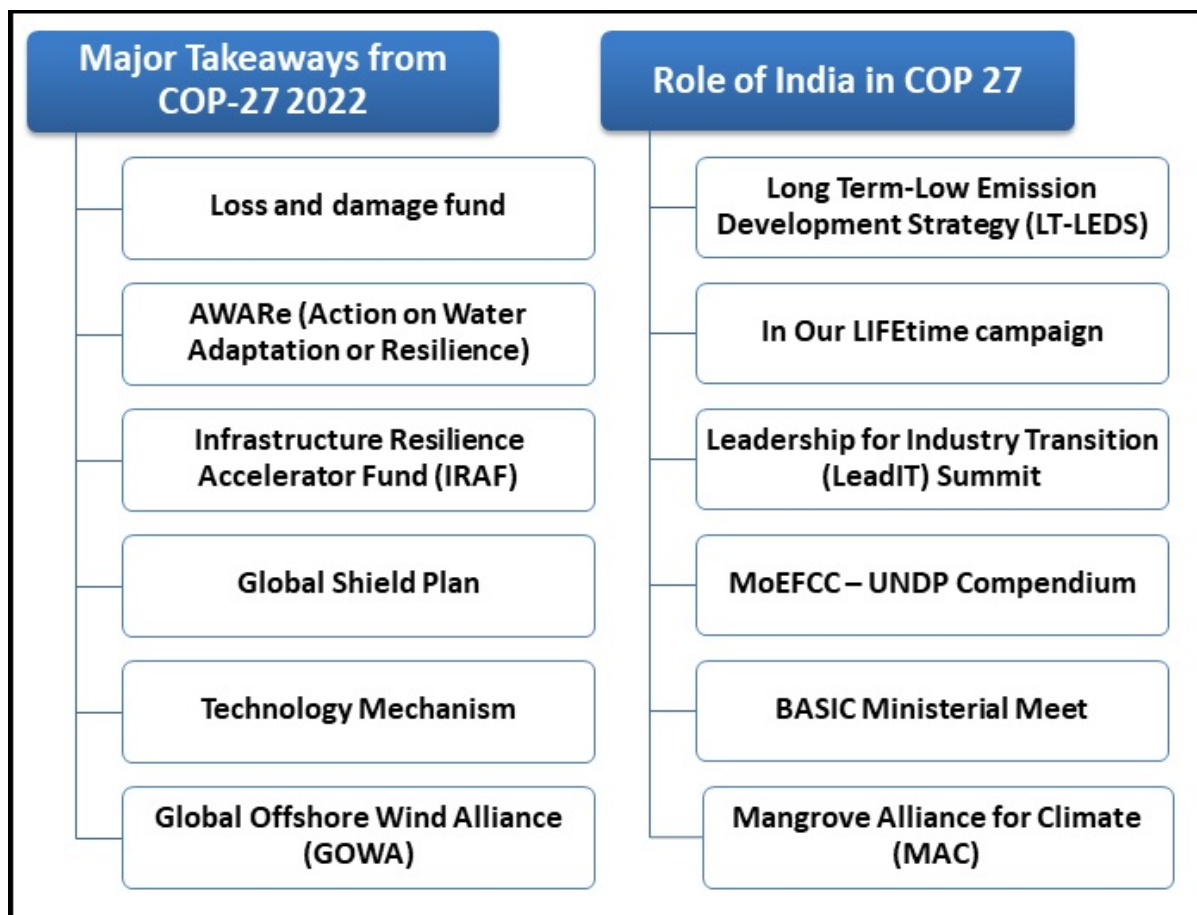 Major Takeaways from
COP-27 2022
Loss and damage fund
AWARe (Action on Water
Adaptation or Resilience)
Infrastructure Resilience
Accelerator Fund (IRAF)
Global Shield Plan
Technology Mechanism
Global Offshore Wind Alliance
(GOWA)
Role of India in COP 27
Long Term-Low Emission
Development Strategy (LT-LEDS)
In Our LIFEtime campaign
Leadership for Industry Transition
(LeadIT) Summit
MoEFCC – UNDP Compendium
BASIC Ministerial Meet
Mangrove Alliance for Climate
(MAC)